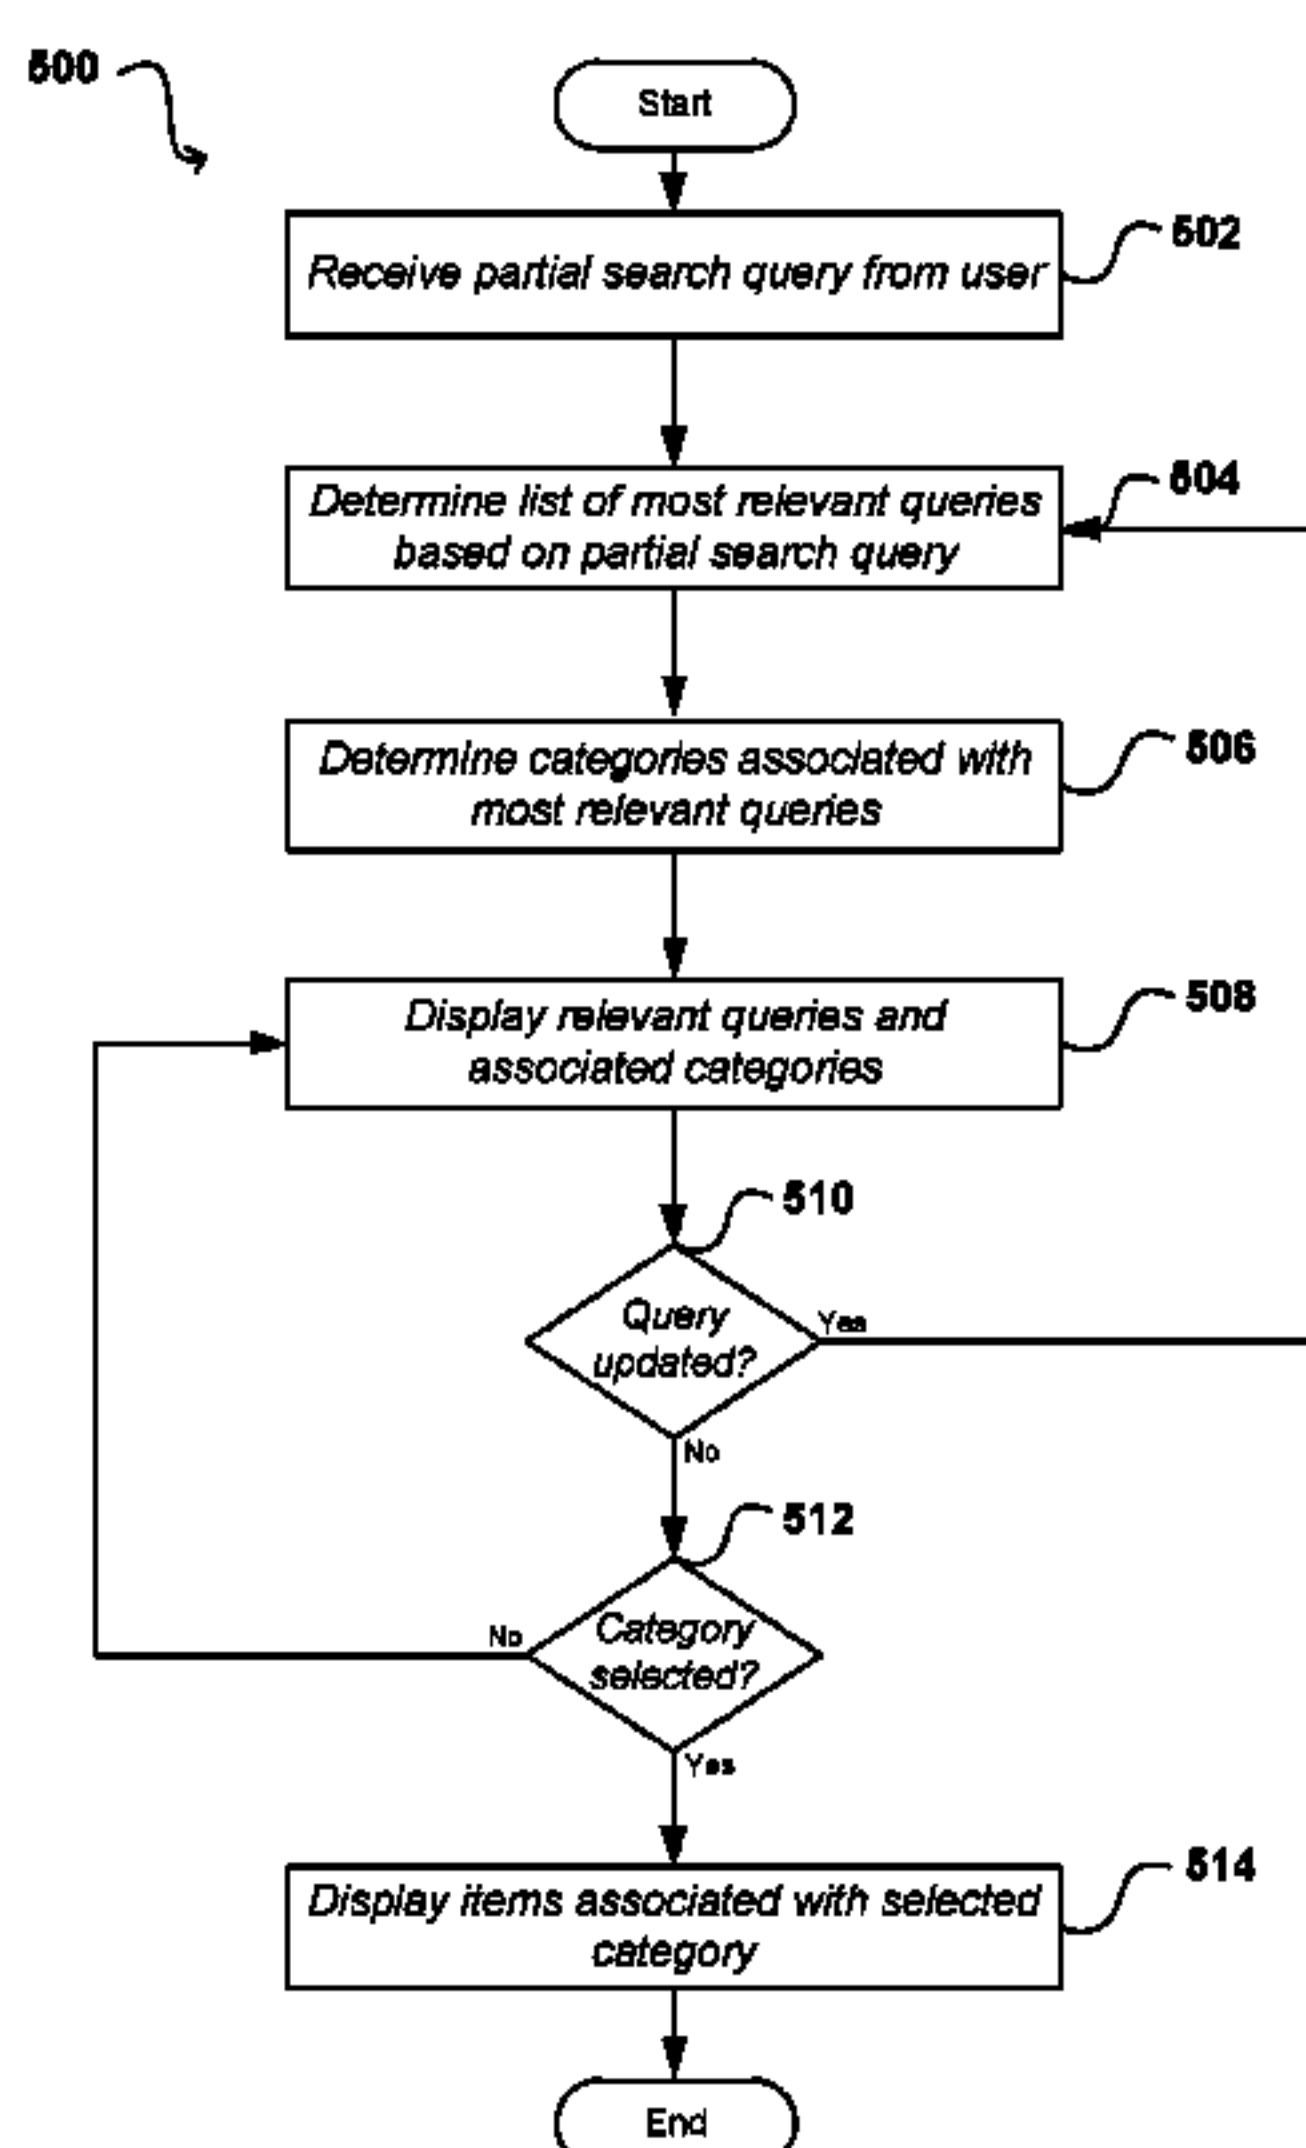 500
Start
Receive partial search query from user
502
Determine list of most relevant queries
based on partial search query
504
Determine categories associated with
most relevant queries
506
Display relevant queries and
associated categories
508
510
Query
updated?
Yes
No
512
Category
selected?
No
Yes
Display items associated with selected
category
514
End